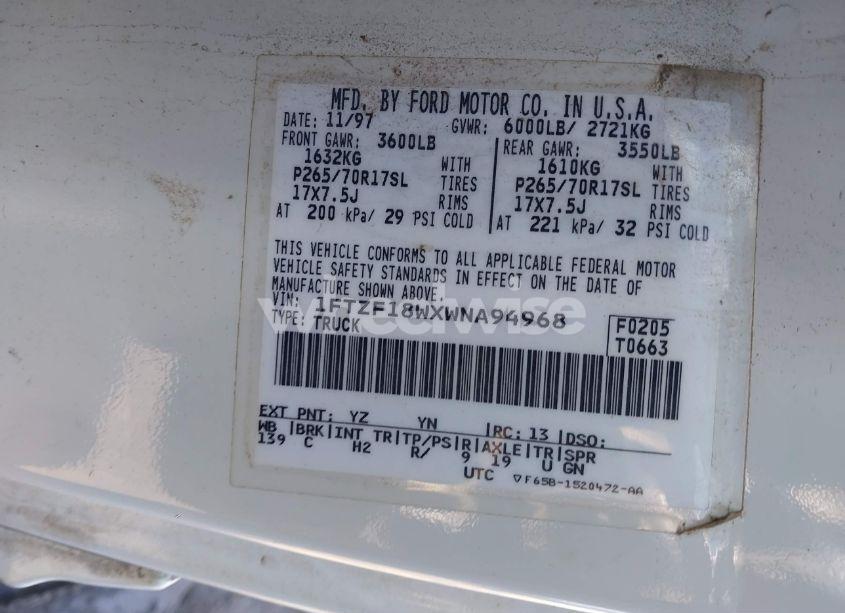 MFD. BY FORD MOTOR CO. IN U.S.A.
DATE: 11/97 GVWR: 6000LB/ 2721KG
FRONT GAWR: 3600LB REAR GAWR: 3550LB
1632KG WITH 1610KG WITH
P265/70R17SL TIRES P265/70R17SL TIRES
17X7.5J RIMS 17X7.5J RIMS
AT 200 kPa/ 29 PSI COLD AT 221 kPa/ 32 PSI COLD
THIS VEHICLE CONFORMS TO ALL APPLICABLE FEDERAL MOTOR
VEHICLE SAFETY STANDARDS IN EFFECT ON THE DATE OF
MANUFACTURE SHOWN ABOVE.
VIN: 1FTZF18WXWNA94968 F0205
TYPE: TRUCK T0663
wheelwise
EXT PNT: YZ YN |RC: 13 |DSO:
WB |BRK|INT TR|TP/PS|R|AXLE|TR|SPR
139 C H2 R/ 9 19 U GN
UTC ▽F65B-1520472-AA